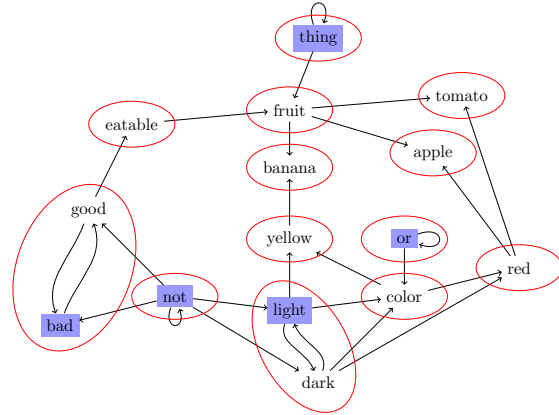 thing
tomato
fruit
eatable
apple
banana
good
yellow
or
red
not
color
light
bad
dark